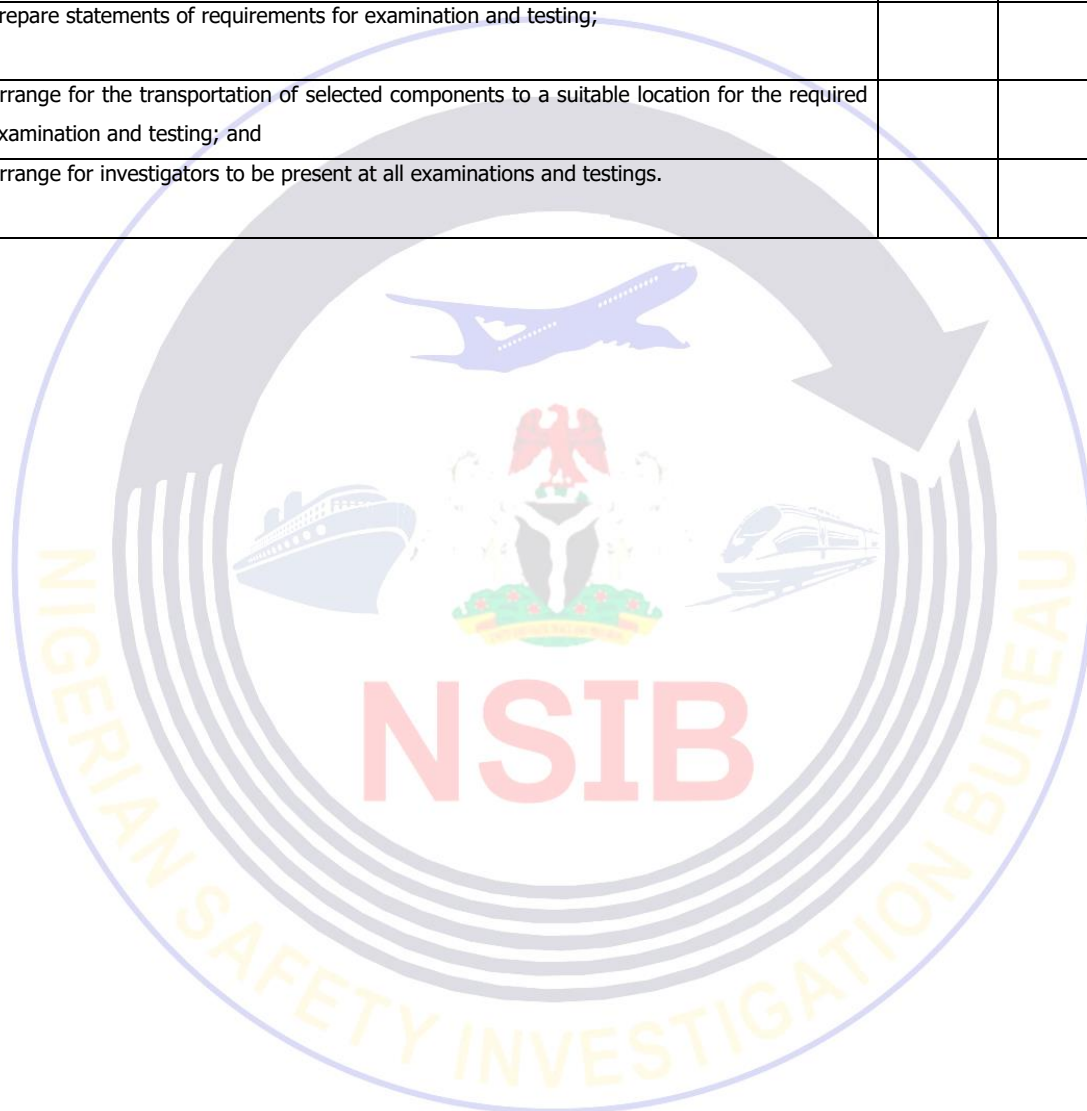 repare statements of requirements for examination and testing;
rrange for the transportation of selected components to a suitable location for the required
xamination and testing; and
rrange for investigators to be present at all examinations and testings.
NSIB
NIGERIAN SAFETY INVESTIGATION BUREAU